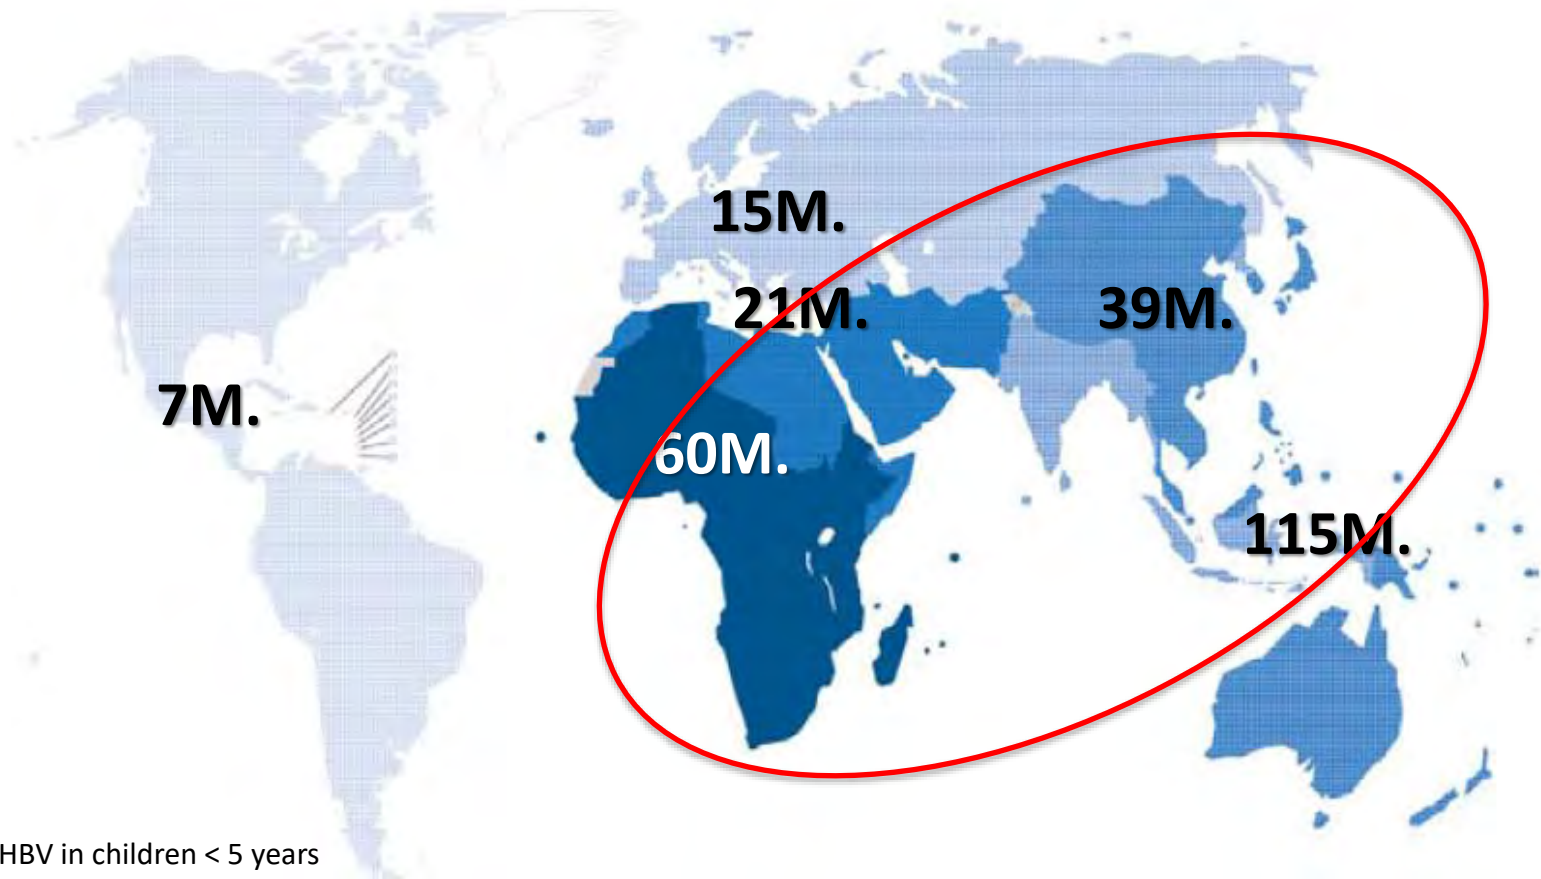 15M.
21M.
39M.
7M.
60M.
115M.
HBV in children < 5 years